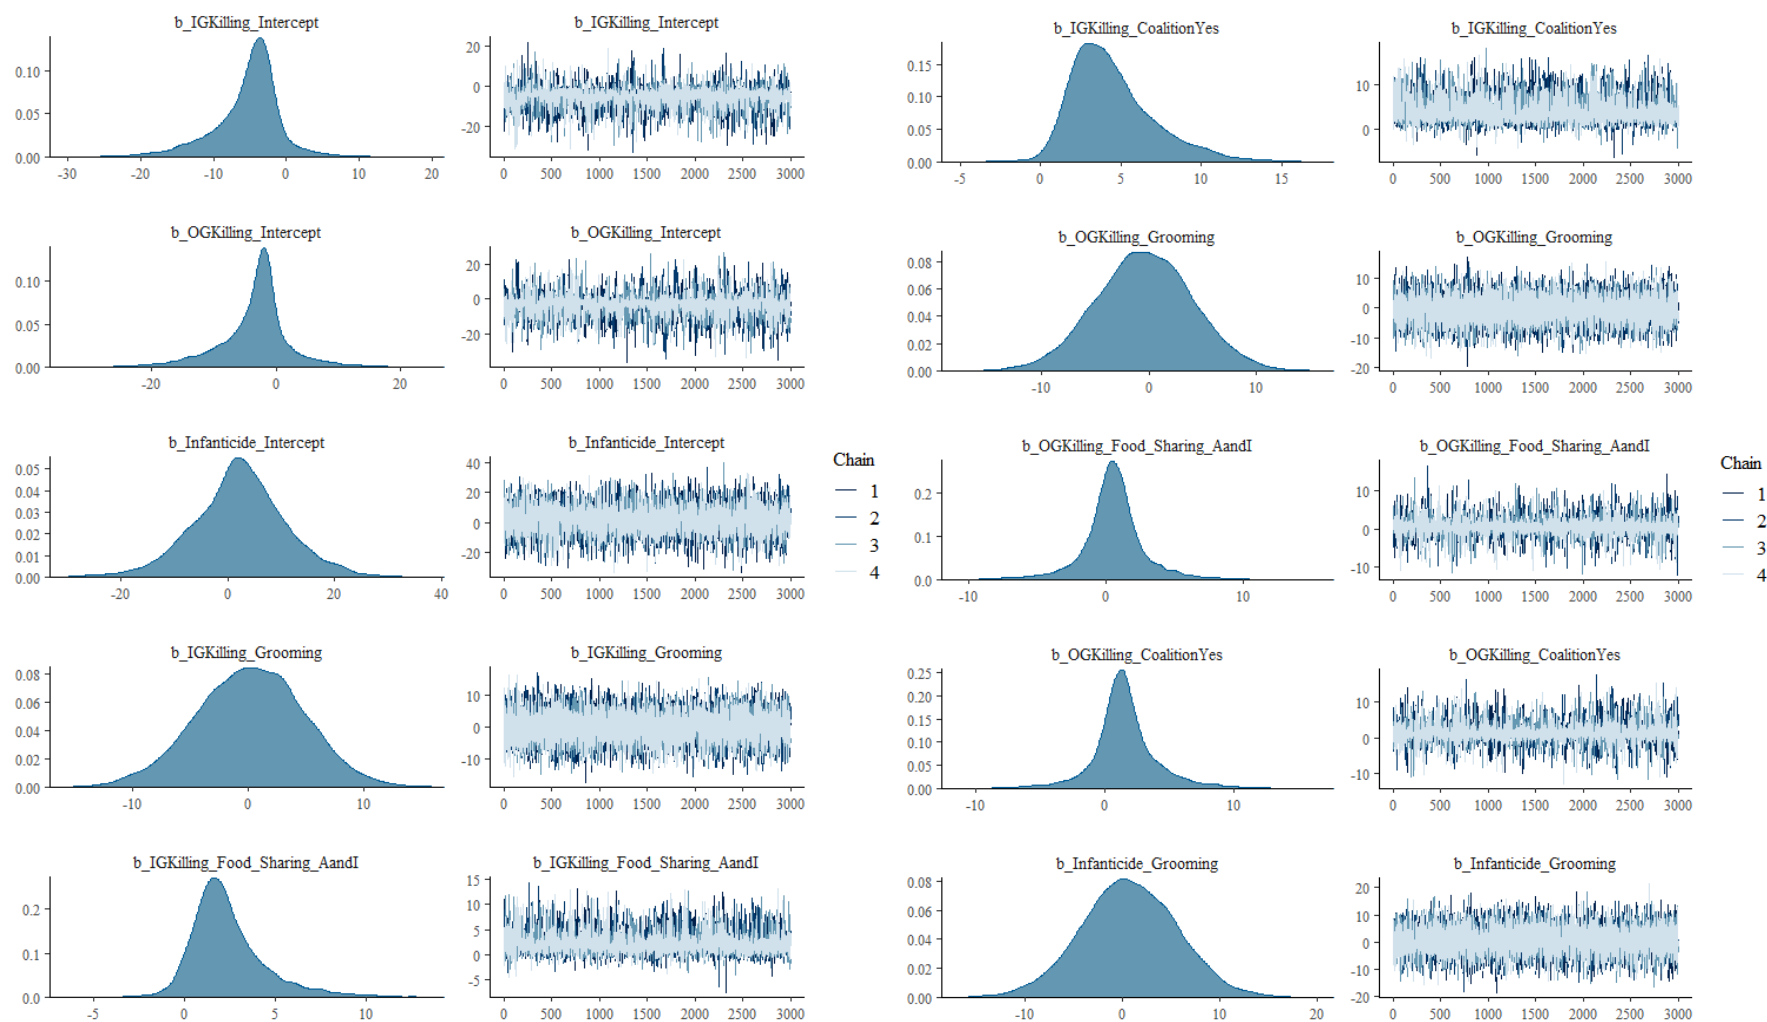 b_IGKilling_Intercept
0.10
0.05
0.00
-30 -20 -10 0 10 20
b_IGKilling_Intercept
20
0
-20
0 500 1000 1500 2000 2500 3000
b_OGKilling_Intercept
0.10
0.05
0.00
-20 0 20
b_OGKilling_Intercept
20
0
-20
0 500 1000 1500 2000 2500 3000
b_Infanticide_Intercept
0.05
0.04
0.03
0.02
0.01
0.00
-20 0 20 40
b_Infanticide_Intercept
40
20
0
-20
0 500 1000 1500 2000 2500 3000
b_IGKilling_Grooming
0.08
0.06
0.04
0.02
0.00
-10 0 10
b_IGKilling_Grooming
10
0
-10
0 500 1000 1500 2000 2500 3000
b_IGKilling_Food_Sharing_AandI
0.2
0.1
0.0
-5 0 5 10
b_IGKilling_Food_Sharing_AandI
15
10
5
0
-5
0 500 1000 1500 2000 2500 3000
Chain
1
2
3
4
b_IGKilling_CoalitionYes
0.15
0.10
0.05
0.00
-5 0 5 10 15
b_IGKilling_CoalitionYes
10
0
0 500 1000 1500 2000 2500 3000
b_OGKilling_Grooming
0.08
0.06
0.04
0.02
0.00
-10 0 10
b_OGKilling_Grooming
10
0
-10
-20
0 500 1000 1500 2000 2500 3000
b_OGKilling_Food_Sharing_AandI
0.2
0.1
0.0
-10 0 10
b_OGKilling_Food_Sharing_AandI
10
0
-10
0 500 1000 1500 2000 2500 3000
b_OGKilling_CoalitionYes
0.25
0.20
0.15
0.10
0.05
0.00
-10 0 10
b_OGKilling_CoalitionYes
10
0
-10
0 500 1000 1500 2000 2500 3000
b_Infanticide_Grooming
0.08
0.06
0.04
0.02
0.00
-10 0 10 20
b_Infanticide_Grooming
20
10
0
-10
-20
0 500 1000 1500 2000 2500 3000
Chain
1
2
3
4